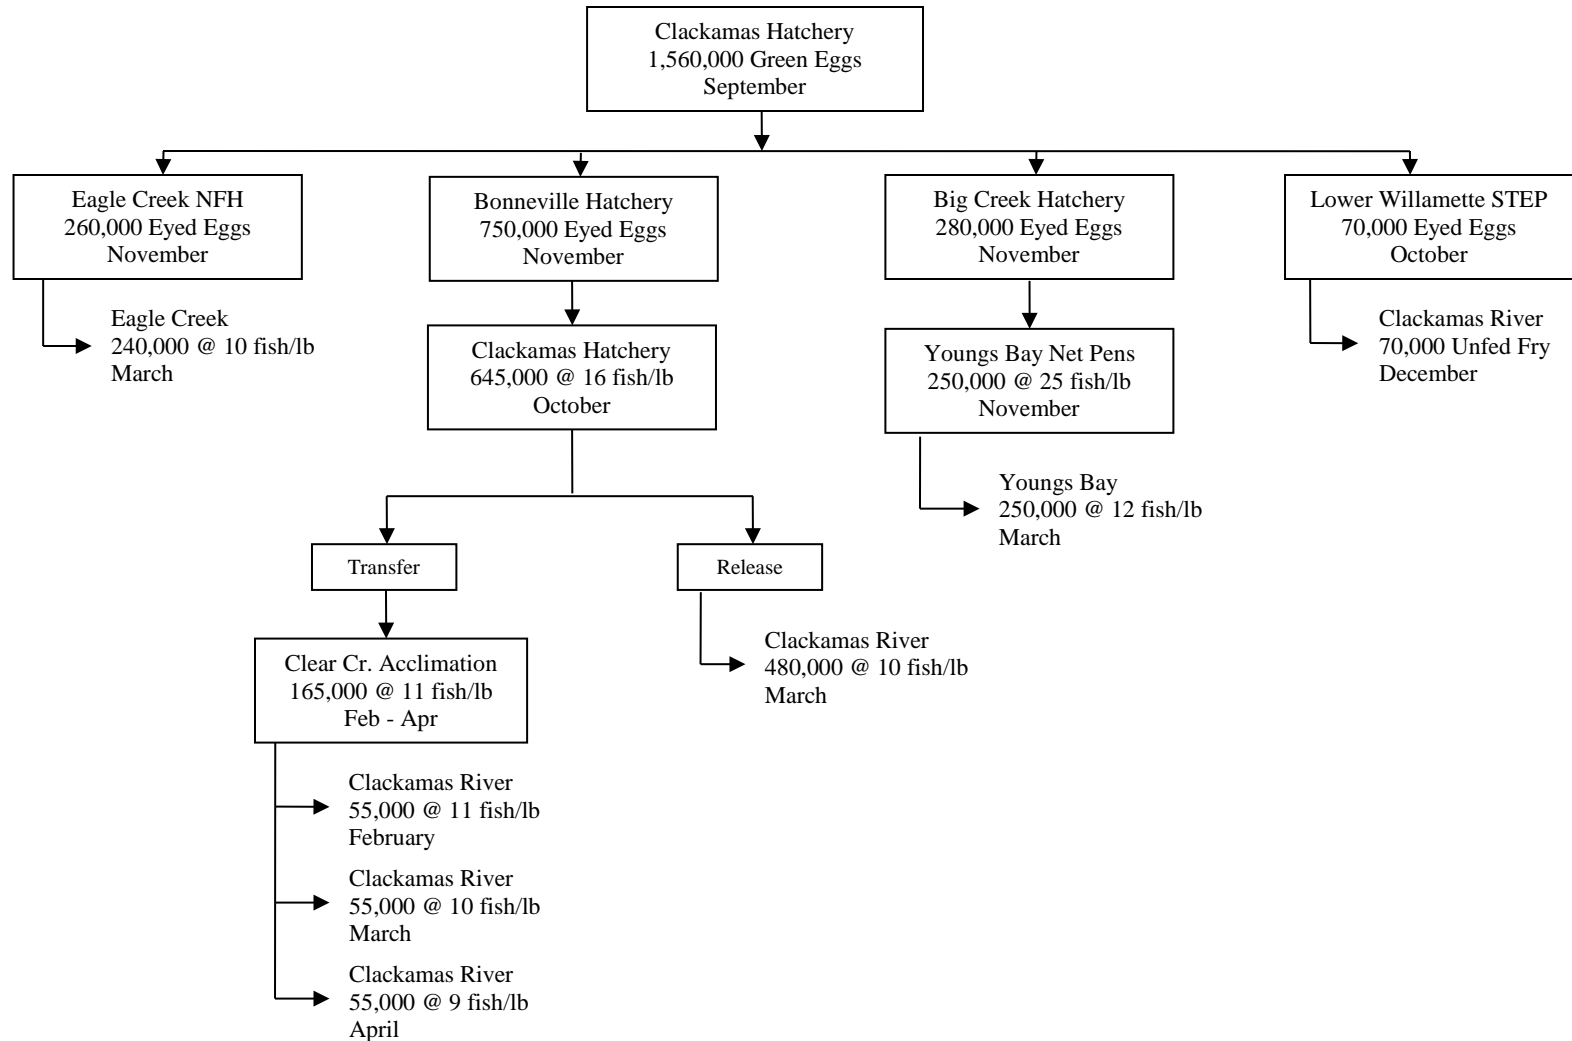 Clackamas Hatchery
1,560,000 Green Eggs
September
Eagle Creek NFH
260,000 Eyed Eggs
November
Bonneville Hatchery
750,000 Eyed Eggs
November
Big Creek Hatchery
280,000 Eyed Eggs
November
Lower Willamette STEP
70,000 Eyed Eggs
October
Eagle Creek
240,000 @ 10 fish/lb
March
Clackamas Hatchery
645,000 @ 16 fish/lb
October
Youngs Bay Net Pens
250,000 @ 25 fish/lb
November
Clackamas River
70,000 Unfed Fry
December
Youngs Bay
250,000 @ 12 fish/lb
March
Transfer
Release
Clear Cr. Acclimation
165,000 @ 11 fish/lb
Feb - Apr
Clackamas River
480,000 @ 10 fish/lb
March
Clackamas River
55,000 @ 11 fish/lb
February
Clackamas River
55,000 @ 10 fish/lb
March
Clackamas River
55,000 @ 9 fish/lb
April